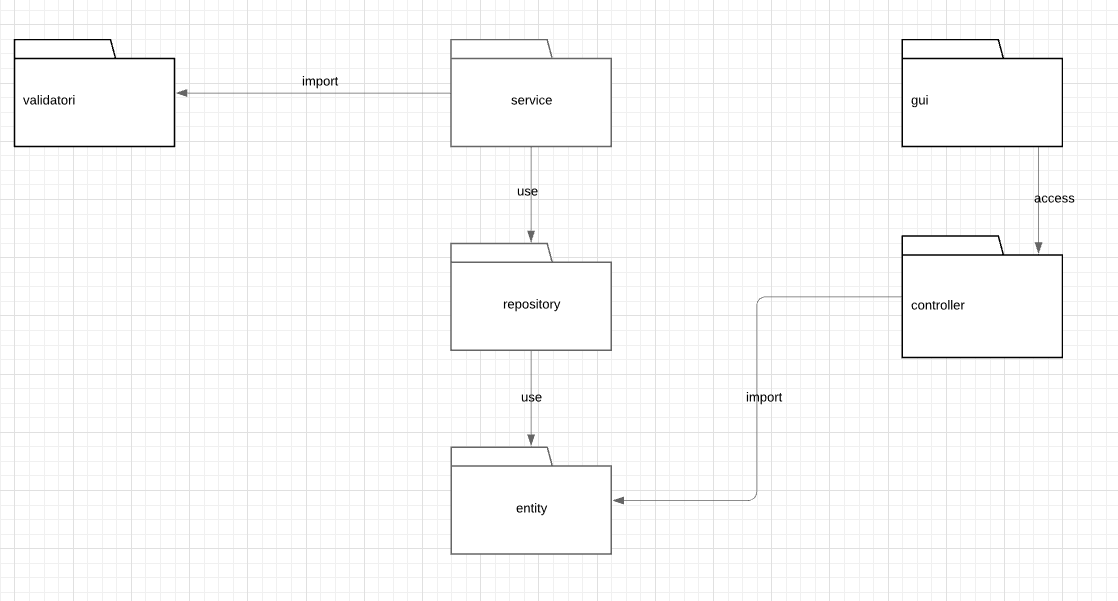 import
validatori
service
gui
use
access
repository
controller
use
import
entity